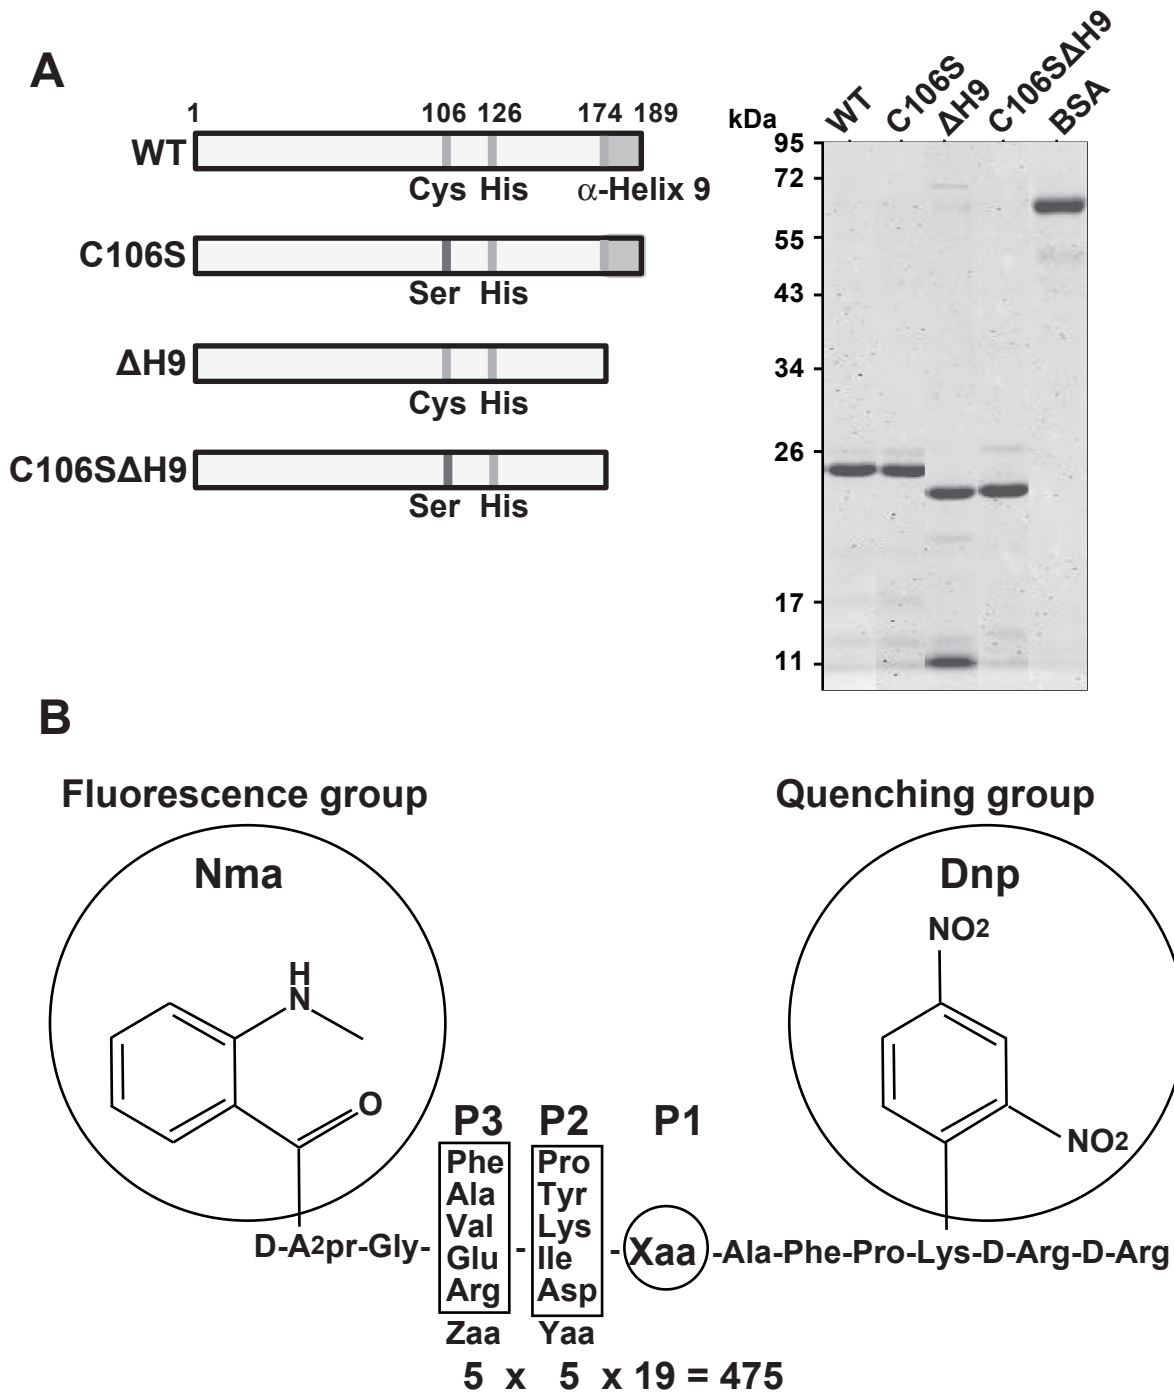 A
1 106 126 174 189
WT
Cys His α-Helix 9
C106S
Ser His
ΔH9
Cys His
C106SΔH9
Ser His
kDa WT C106S ΔH9 C106SΔH9 BSA
95
72
55
43
34
26
17
11
B
Fluorescence group
Nma
H
N
O
Quenching group
Dnp
NO2
NO2
P3 P2 P1
Phe Pro
Ala Tyr
Val Lys
Glu Ile
Arg Asp
D-A2pr-Gly- - -Xaa-Ala-Phe-Pro-Lys-D-Arg-D-Arg
Zaa Yaa
5 x 5 x 19 = 475